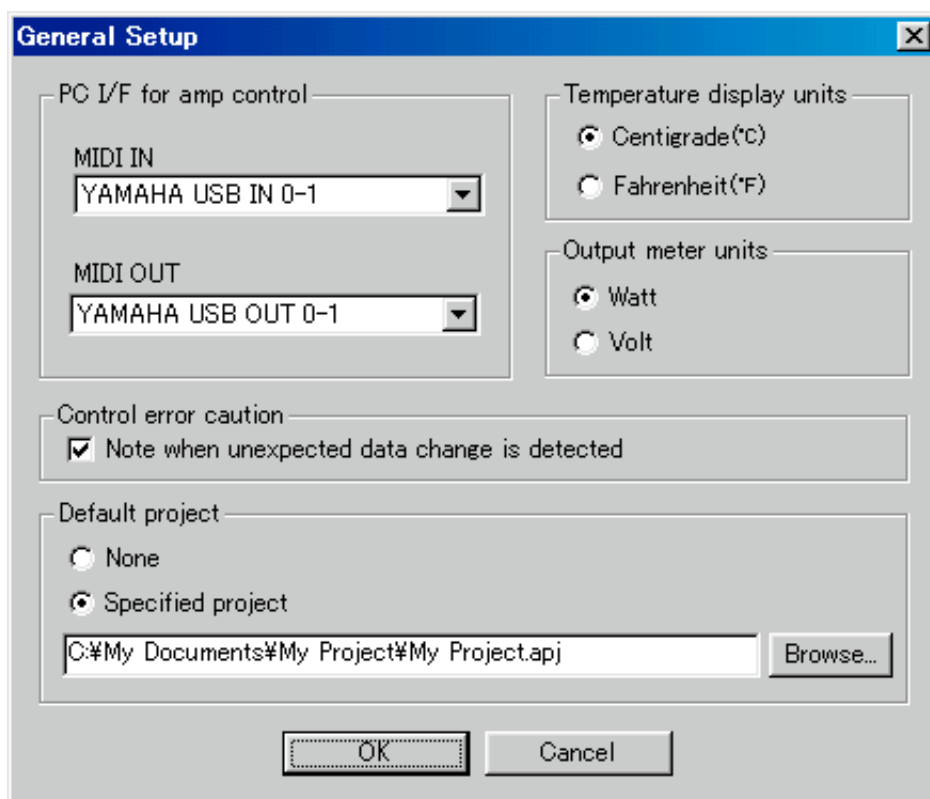 General Setup
PC I/F for amp control
MIDI IN
YAMAHA USB IN 0-1
MIDI OUT
YAMAHA USB OUT 0-1
Temperature display units
Centigrade(℃)
Fahrenheit(°F)
Output meter units
Watt
Volt
Control error caution
Note when unexpected data change is detected
Default project
None
Specified project
C:¥My Documents¥My Project¥My Project.apj
Browse...
OK
Cancel